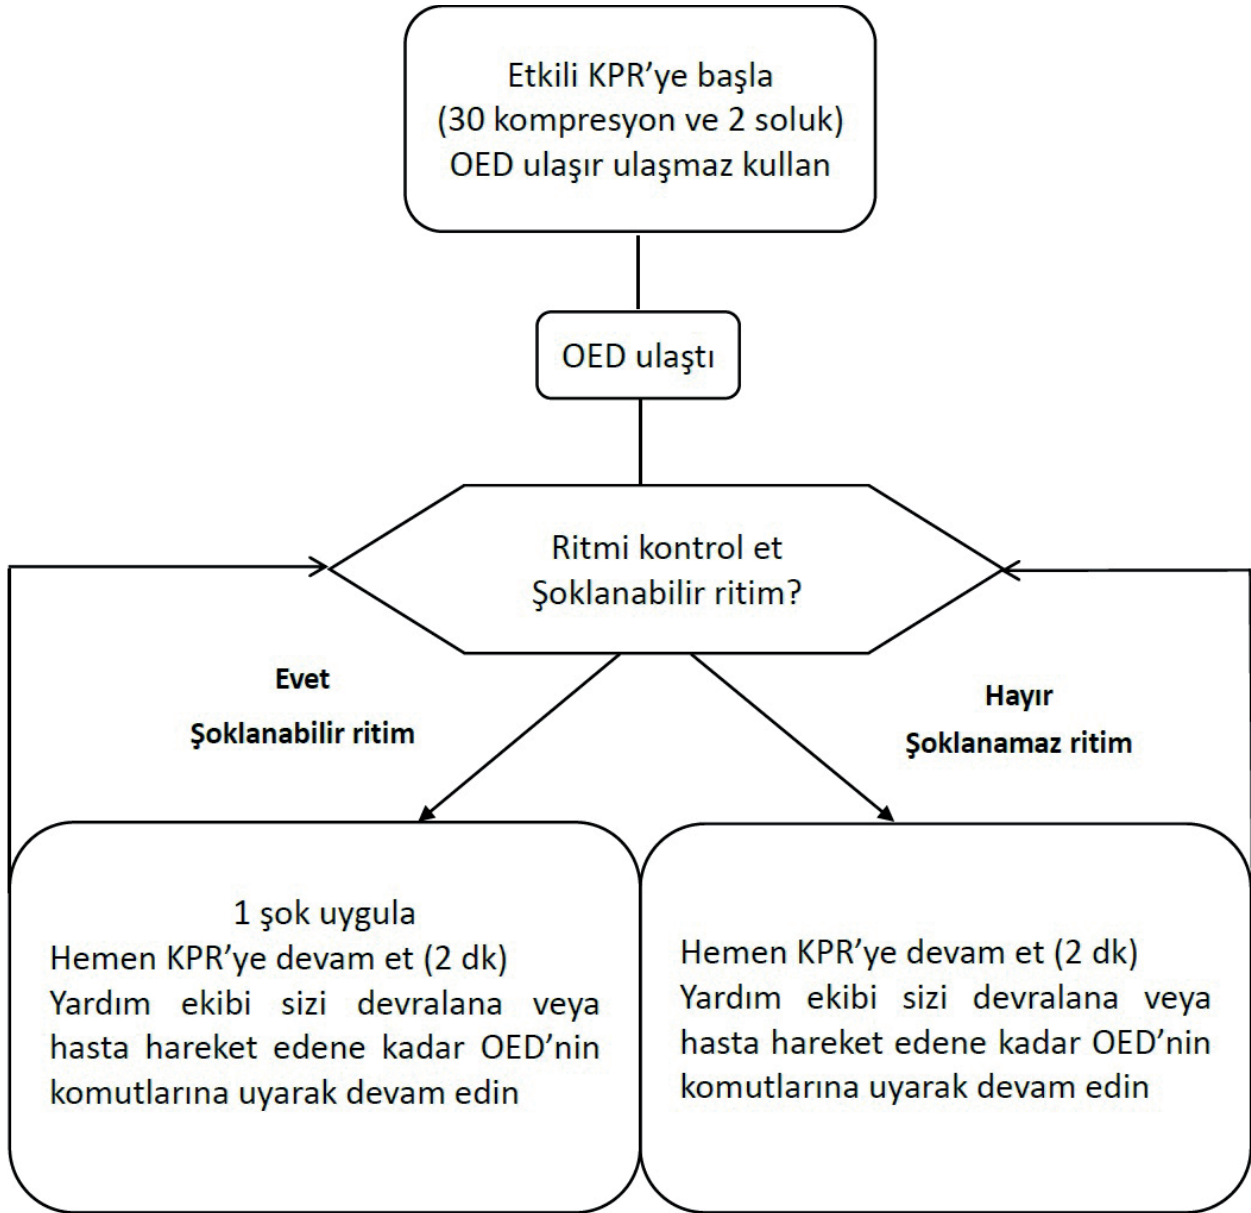 Etkili KPR’ye başla
(30 kompresyon ve 2 soluk)
OED ulaşır ulaşmaz kullan
OED ulaştı
Ritmi kontrol et
Şoklanabilir ritim?
Evet
Şoklanabilir ritim
Hayır
Şoklanamaz ritim
1 şok uygula
Hemen KPR’ye devam et (2 dk)
Yardım ekibi sizi devralana veya
hasta hareket edene kadar OED’nin
komutlarına uyarak devam edin
Hemen KPR’ye devam et (2 dk)
Yardım ekibi sizi devralana veya
hasta hareket edene kadar OED’nin
komutlarına uyarak devam edin